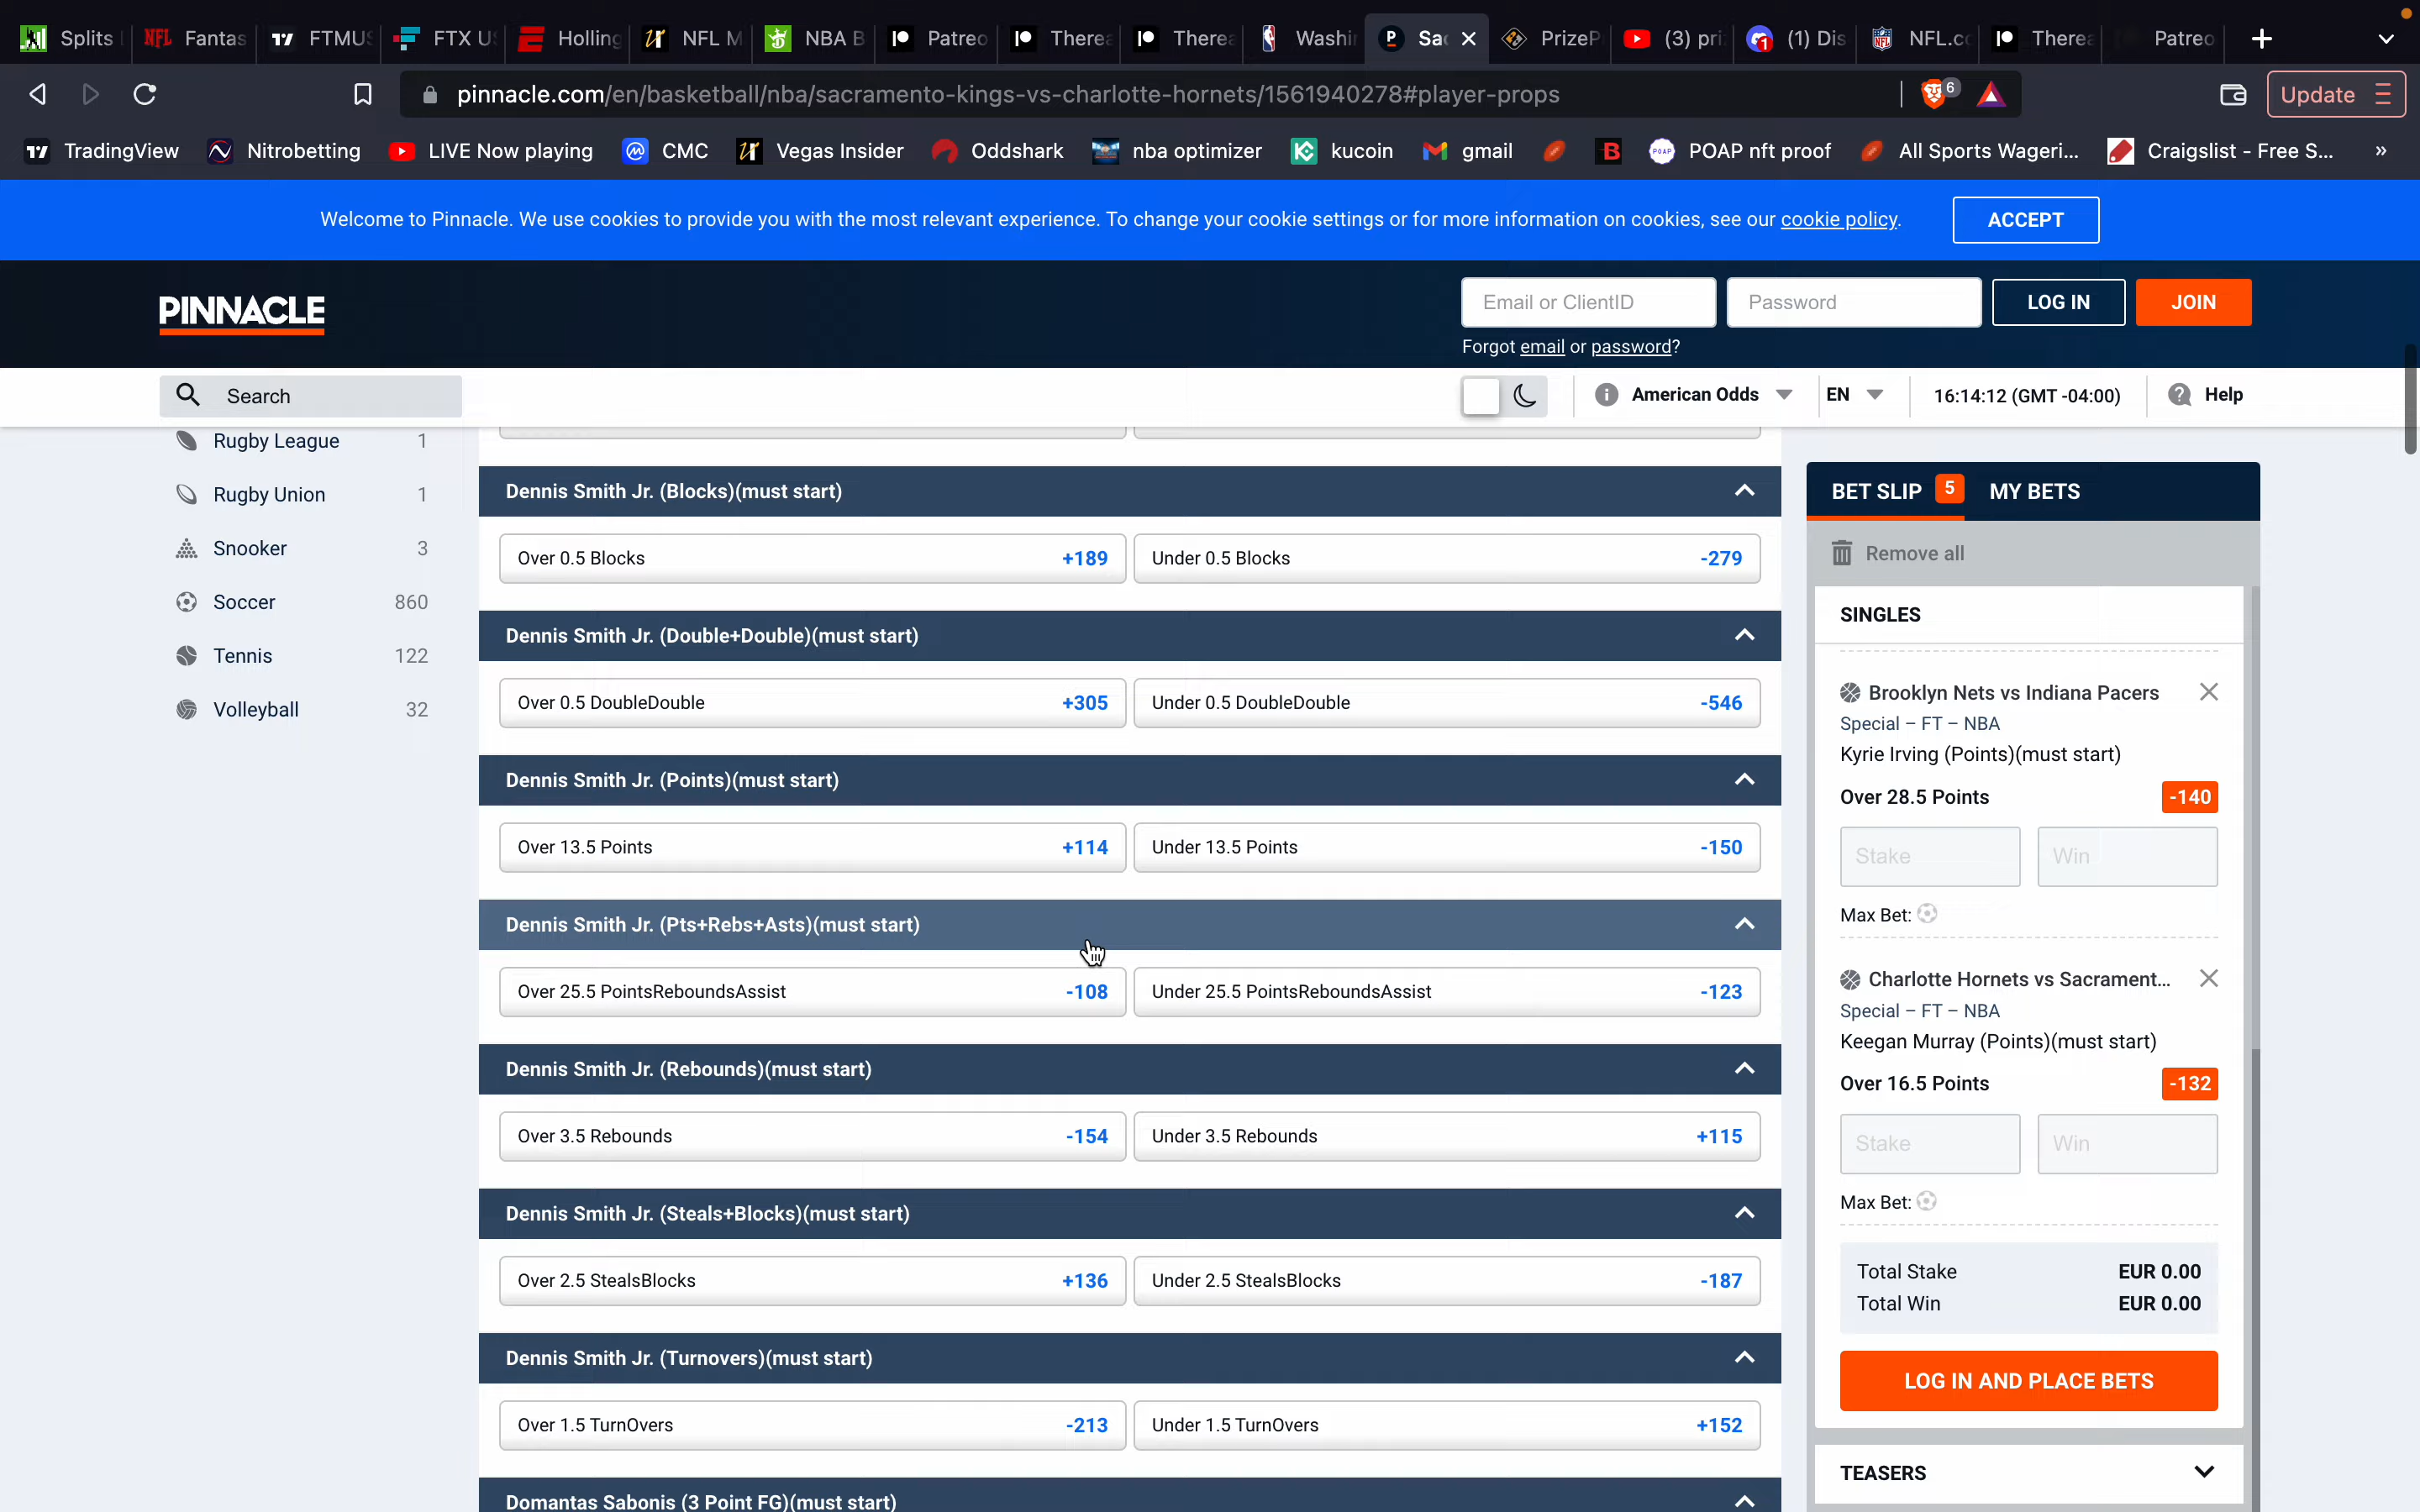 Splits
NFL Fantas
FTMUS
FTX US
Holling
NFL M
NBA B
Patreo
Therea
Therea
Washi
Sac
PrizeP
(3) pri
(1) Dis
NFL.co
Therea
Patreo
pinnacle.com/en/basketball/nba/sacramento-kings-vs-charlotte-hornets/1561940278#player-props
6
Update
TradingView
Nitrobetting
LIVE Now playing
CMC
Vegas Insider
Oddshark
nba optimizer
kucoin
gmail
B
POAP nft proof
All Sports Wageri...
Craigslist - Free S...
»
Welcome to Pinnacle. We use cookies to provide you with the most relevant experience. To change your cookie settings or for more information on cookies, see our cookie policy.
ACCEPT
PINNACLE
Email or ClientID
Password
LOG IN
JOIN
Forgot email or password?
Search
American Odds
EN
16:14:12 (GMT -04:00)
Help
Rugby League 1
Rugby Union 1
Snooker 3
Soccer 860
Tennis 122
Volleyball 32
Dennis Smith Jr. (Blocks)(must start)
Over 0.5 Blocks +189 Under 0.5 Blocks -279
Dennis Smith Jr. (Double+Double)(must start)
Over 0.5 DoubleDouble +305 Under 0.5 DoubleDouble -546
Dennis Smith Jr. (Points)(must start)
Over 13.5 Points +114 Under 13.5 Points -150
Dennis Smith Jr. (Pts+Rebs+Asts)(must start)
Over 25.5 PointsReboundsAssist -108 Under 25.5 PointsReboundsAssist -123
Dennis Smith Jr. (Rebounds)(must start)
Over 3.5 Rebounds -154 Under 3.5 Rebounds +115
Dennis Smith Jr. (Steals+Blocks)(must start)
Over 2.5 StealsBlocks +136 Under 2.5 StealsBlocks -187
Dennis Smith Jr. (Turnovers)(must start)
Over 1.5 TurnOvers -213 Under 1.5 TurnOvers +152
Domantas Sabonis (3 Point FG)(must start)
BET SLIP 5 MY BETS
Remove all
SINGLES
Brooklyn Nets vs Indiana Pacers
Special – FT – NBA
Kyrie Irving (Points)(must start)
Over 28.5 Points -140
Stake Win
Max Bet:
Charlotte Hornets vs Sacrament...
Special – FT – NBA
Keegan Murray (Points)(must start)
Over 16.5 Points -132
Stake Win
Max Bet:
Total Stake EUR 0.00
Total Win EUR 0.00
LOG IN AND PLACE BETS
TEASERS